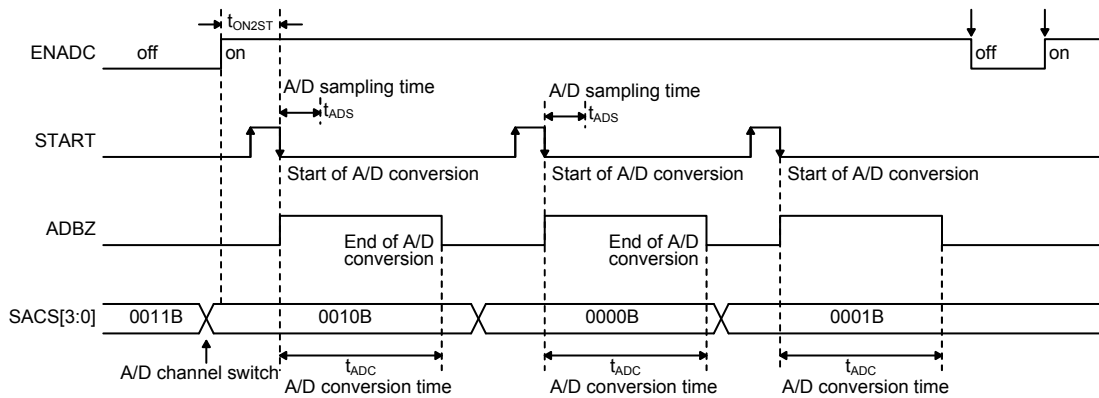 tON2ST
ENADC off on off on
A/D sampling time A/D sampling time
tADS tADS
START
Start of A/D conversion Start of A/D conversion Start of A/D conversion
ADBZ
End of A/D conversion End of A/D conversion
SACS[3:0] 0011B 0010B 0000B 0001B
A/D channel switch
tADC tADC tADC
A/D conversion time A/D conversion time A/D conversion time